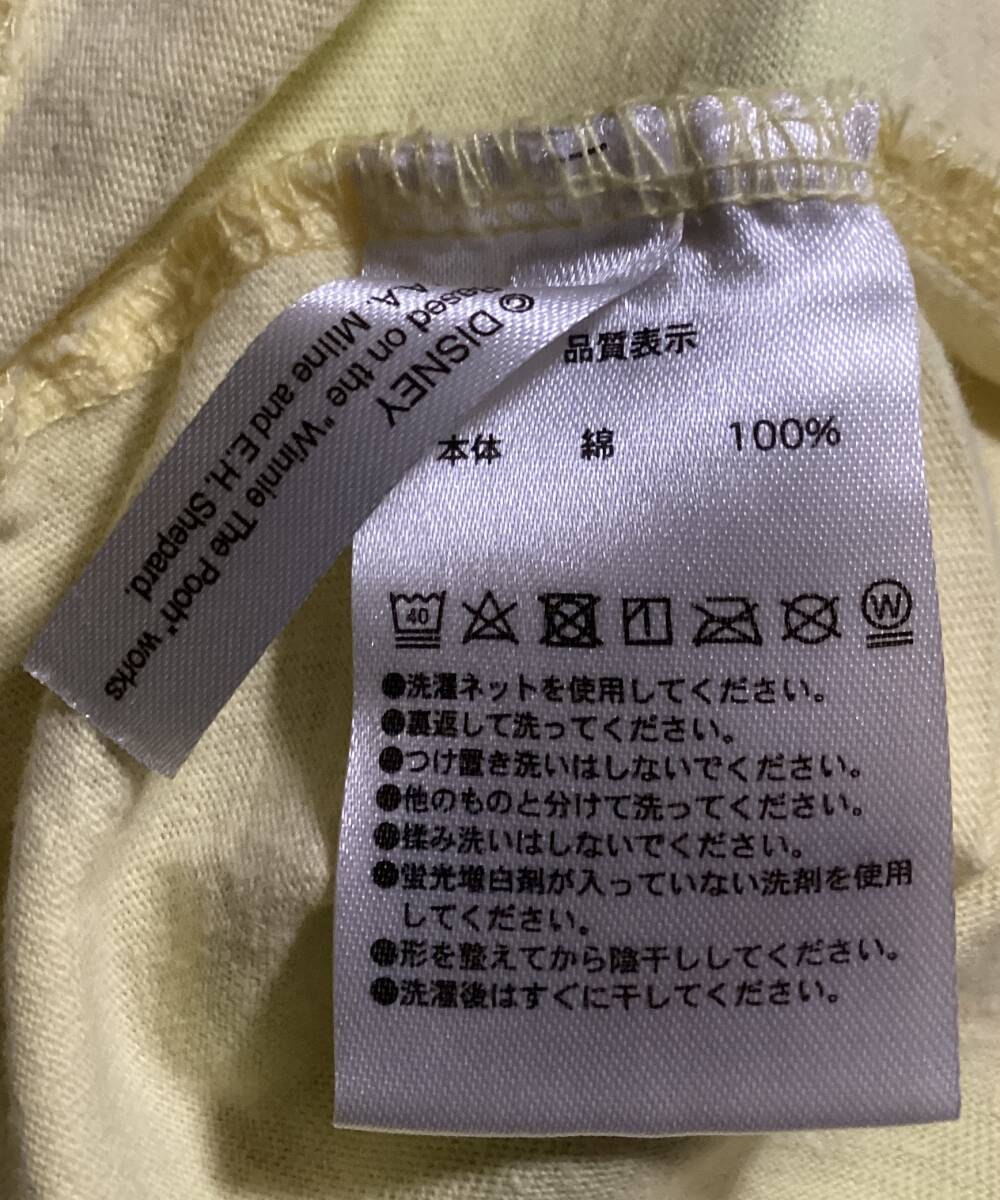 © DISNEY
Based on the "Winnie The Pooh" works
A.A. Milne and E.H. Shepard.
品質表示
本体 綿 100%
40 W
●洗濯ネットを使用してください。
●裏返して洗ってください。
●つけ置き洗いはしないでください。
●他のものと分けて洗ってください。
●揉み洗いはしないでください。
●蛍光増白剤が入っていない洗剤を使用
してください。
●形を整えてから陰干ししてください。
●洗濯後はすぐに干してください。